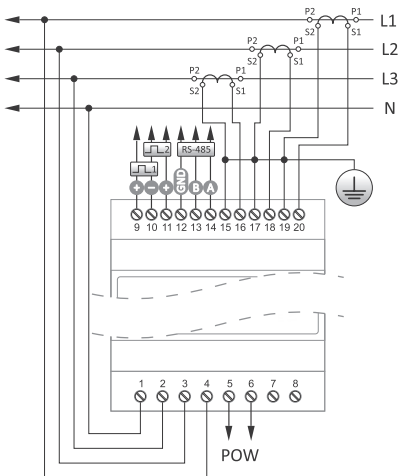 P2 P1 L1
S2 S1
P2 P1 L2
S2 S1
P2 P1 L3
S2 S1
N
2 RS-485
1
+ − + GND B A
9 10 11 12 13 14 15 16 17 18 19 20
1 2 3 4 5 6 7 8
POW